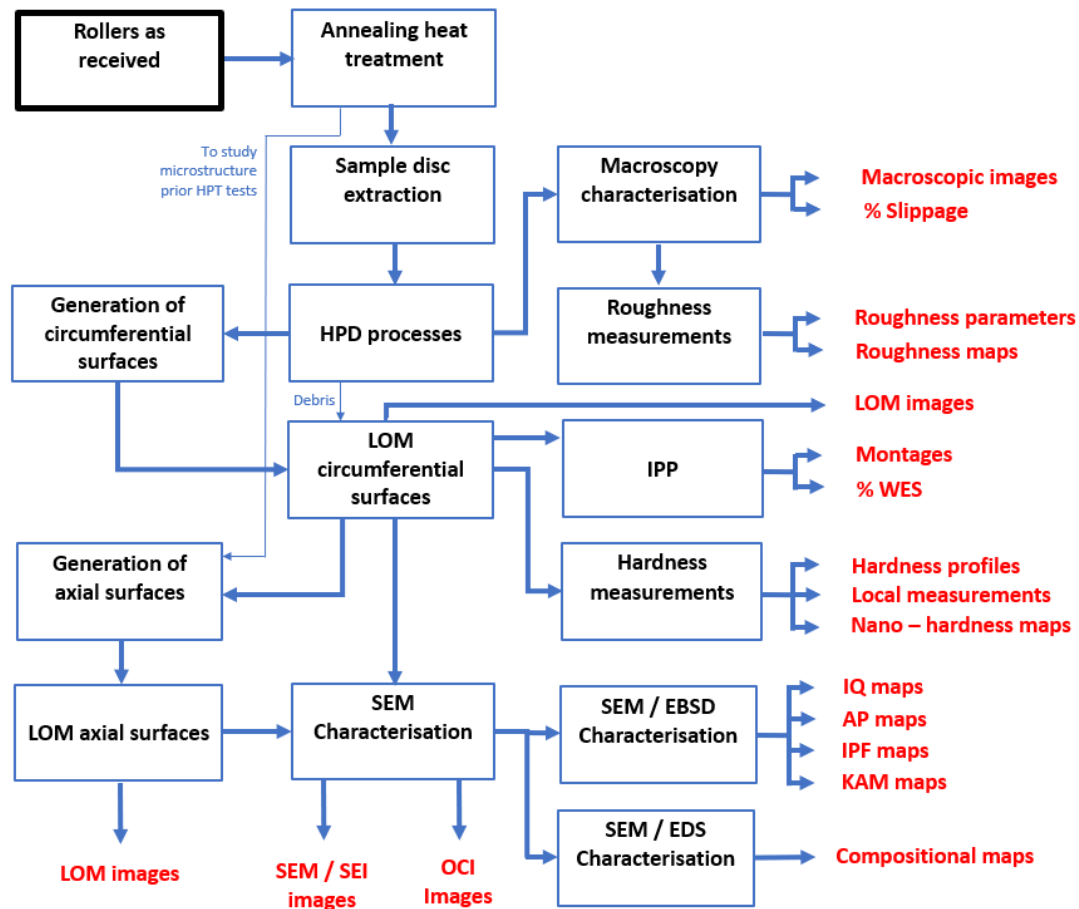 Rollers as
received
Annealing heat
treatment
To study
microstructure
prior HPT tests
Sample disc
extraction
Macroscopy
characterisation
Macroscopic images
% Slippage
Generation of
circumferential
surfaces
HPD processes
Roughness
measurements
Roughness parameters
Roughness maps
Debris
LOM images
LOM
circumferential
surfaces
IPP
Montages
% WES
Generation of
axial surfaces
Hardness
measurements
Hardness profiles
Local measurements
Nano – hardness maps
LOM axial surfaces
SEM
Characterisation
SEM / EBSD
Characterisation
IQ maps
AP maps
IPF maps
KAM maps
SEM / EDS
Characterisation
Compositional maps
LOM images
SEM / SEI
images
OCI
Images